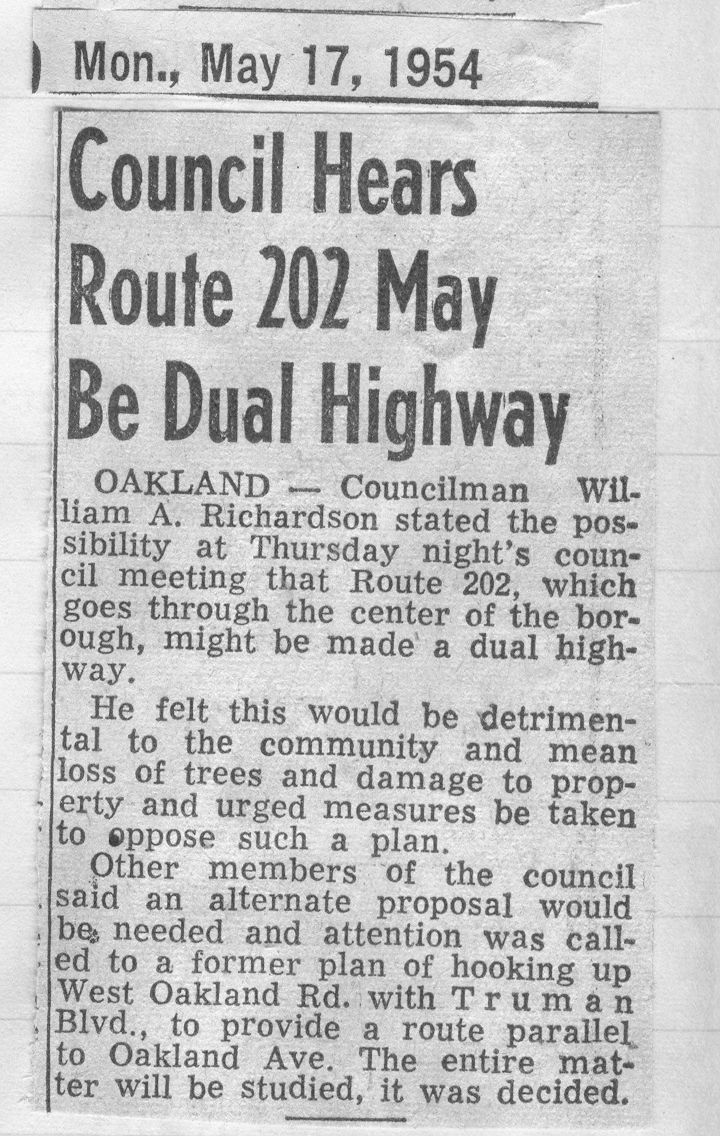 Mon., May 17, 1954
Council Hears
Route 202 May
Be Dual Highway
OAKLAND — Councilman Wil-
liam A. Richardson stated the pos-
sibility at Thursday night's coun-
cil meeting that Route 202, which
goes through the center of the bor-
ough, might be made a dual high-
way.
He felt this would be detrimen-
tal to the community and mean
loss of trees and damage to prop-
erty and urged measures be taken
to oppose such a plan.
Other members of the council
said an alternate proposal would
be needed and attention was call-
ed to a former plan of hooking up
West Oakland Rd. with Truman
Blvd., to provide a route parallel
to Oakland Ave. The entire mat-
ter will be studied, it was decided.